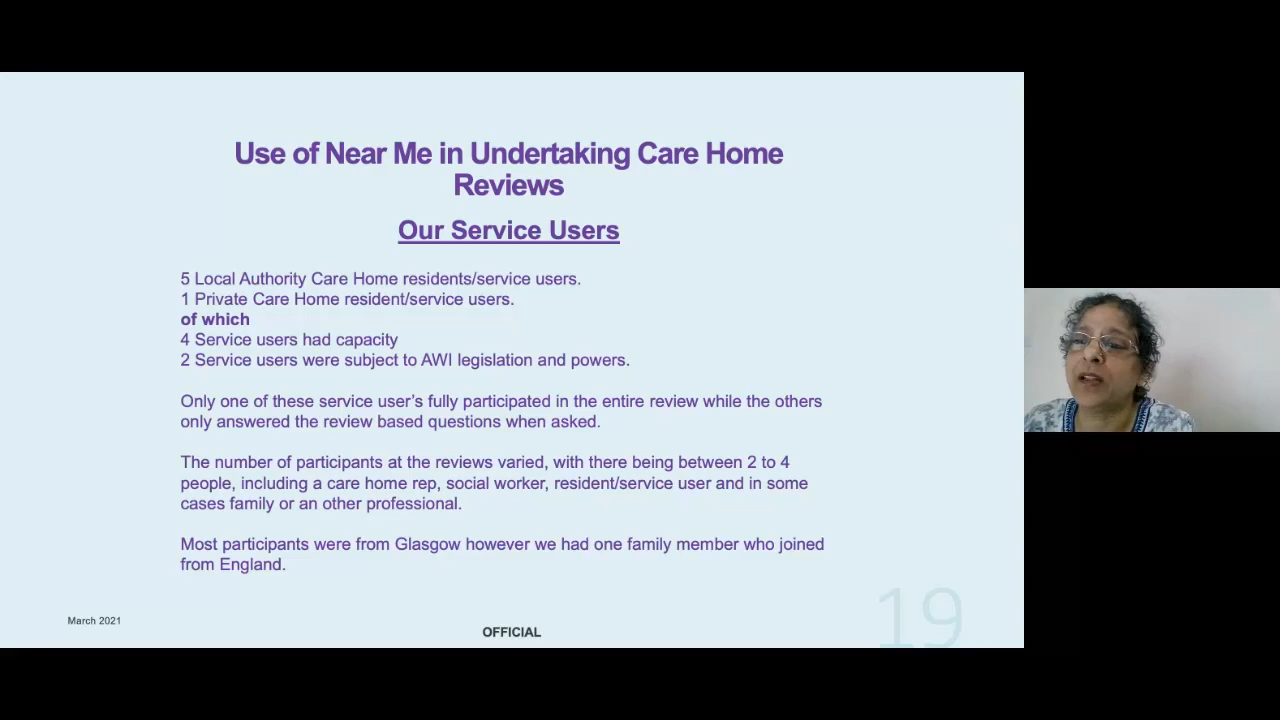 Use of Near Me in Undertaking Care Home
Reviews
Our Service Users
5 Local Authority Care Home residents/service users.
1 Private Care Home resident/service users.
of which
4 Service users had capacity
2 Service users were subject to AWI legislation and powers.
Only one of these service user’s fully participated in the entire review while the others
only answered the review based questions when asked.
The number of participants at the reviews varied, with there being between 2 to 4
people, including a care home rep, social worker, resident/service user and in some
cases family or an other professional.
Most participants were from Glasgow however we had one family member who joined
from England.
19
March 2021
OFFICIAL